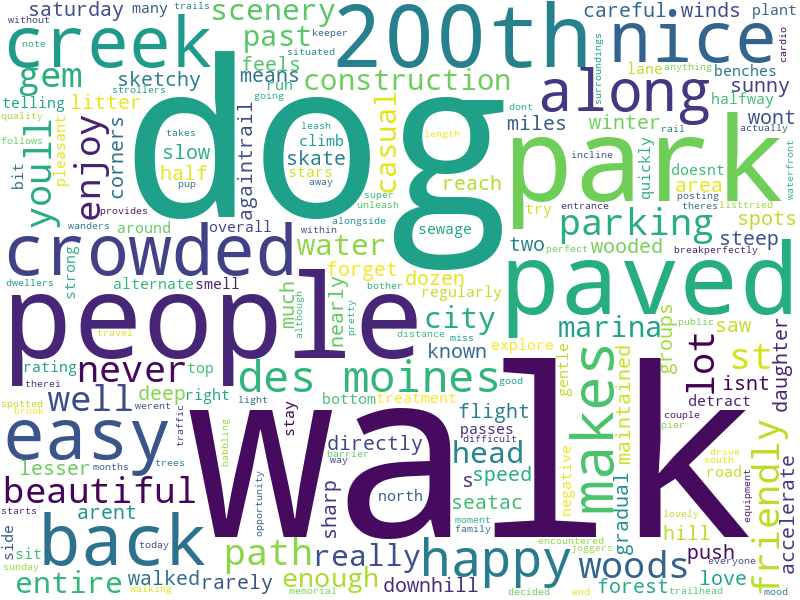 saturday many scenery 200th careful winds plant
trails without note situated keeper cardio
creek past nice
gem sketchy feels means run going
construction along lane anything benches sunny
surroundings halfway
telling litter strollers dog casual miles winter wont
quality follows pleasant corners againtrail
takes leash climb
slow skate
half stars
pup away
youll enjoy bit
super unleash length
reach park
actually rail incline quickly doesnt area
waterfront posting theres listtried
try entrance
provides overall alongside within sewage
wanders around
parking spots
crowded water two wooded steep
perfect breakperfectly
strong alternate smell forget dozen regularly
dwellers bother
much although nearly pretty
people city paved
travel distance miss known marina explore public saw
groups daughter
never rating therei top des moines good st
gentle maintained lot isnt
well deep right bottom treatment
spotted brook werent stay light
flight couple pier detract
easy lesser months trees traffic babbling
passes difficult
barrier way directly head
makes drive south road friendly
beautiful starts arent
opportunity sharp north s speed
negative gradual hill lovely equipment accelerate
walk seatac
moment family
side today back
path really happy woods push
encountered joggers everyone
sit sunday entire walked walking rarely enough memorial downhill decided end forest trailhead love mood